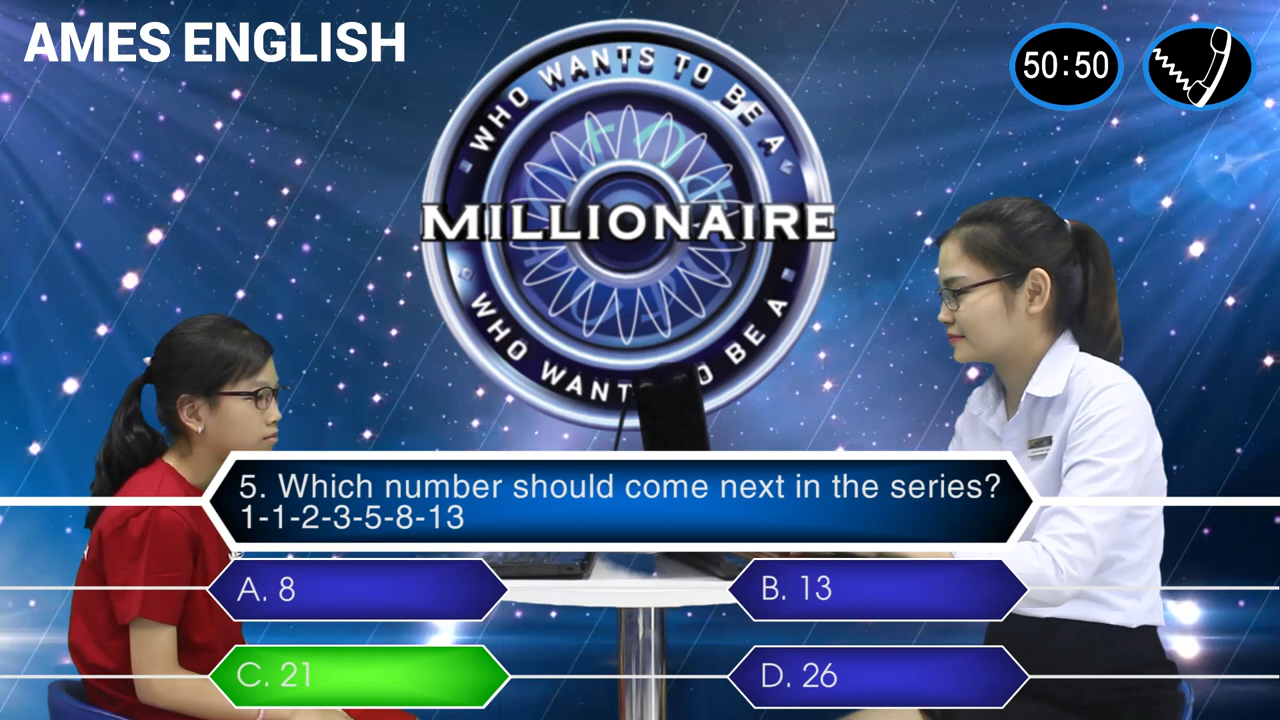 AMES ENGLISH
50:50
WHO WANTS TO BE A
MILLIONAIRE
WHO WANTS TO BE A
5. Which number should come next in the series?
1-1-2-3-5-8-13
A. 8
B. 13
C. 21
D. 26